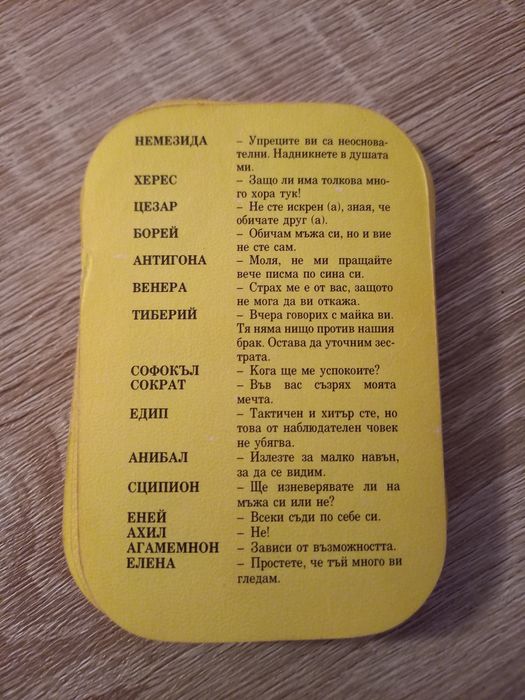 НЕМЕЗИДА – Упреците ви са неоснова-
телни. Надникнете в душата
ми.
ХЕРЕС – Защо ли има толкова мно-
го хора тук!
ЦЕЗАР – Не сте искрен (а), зная, че
обичате друг (а).
БОРЕЙ – Обичам мъжа си, но и вие
не сте сам.
АНТИГОНА – Моля, не ми пращайте
вече писма по сина си.
ВЕНЕРА – Страх ме е от вас, защото
не мога да ви откажа.
ТИБЕРИЙ – Вчера говорих с майка ви.
Тя няма нищо против нашия
брак. Остава да уточним зес-
трата.
СОФОКЪЛ – Кога ще ме успокоите?
СОКРАТ – Във вас съзрях моята
мечта.
ЕДИП – Тактичен и хитър сте, но
това от наблюдателен човек
не убягва.
АНИБАЛ – Излезте за малко навън,
за да се видим.
СЦИПИОН – Ще изневерявате ли на
мъжа си или не?
ЕНЕЙ – Всеки съди по себе си.
АХИЛ – Не!
АГАМЕМНОН – Зависи от възможността.
ЕЛЕНА – Простете, че тъй много ви
гледам.